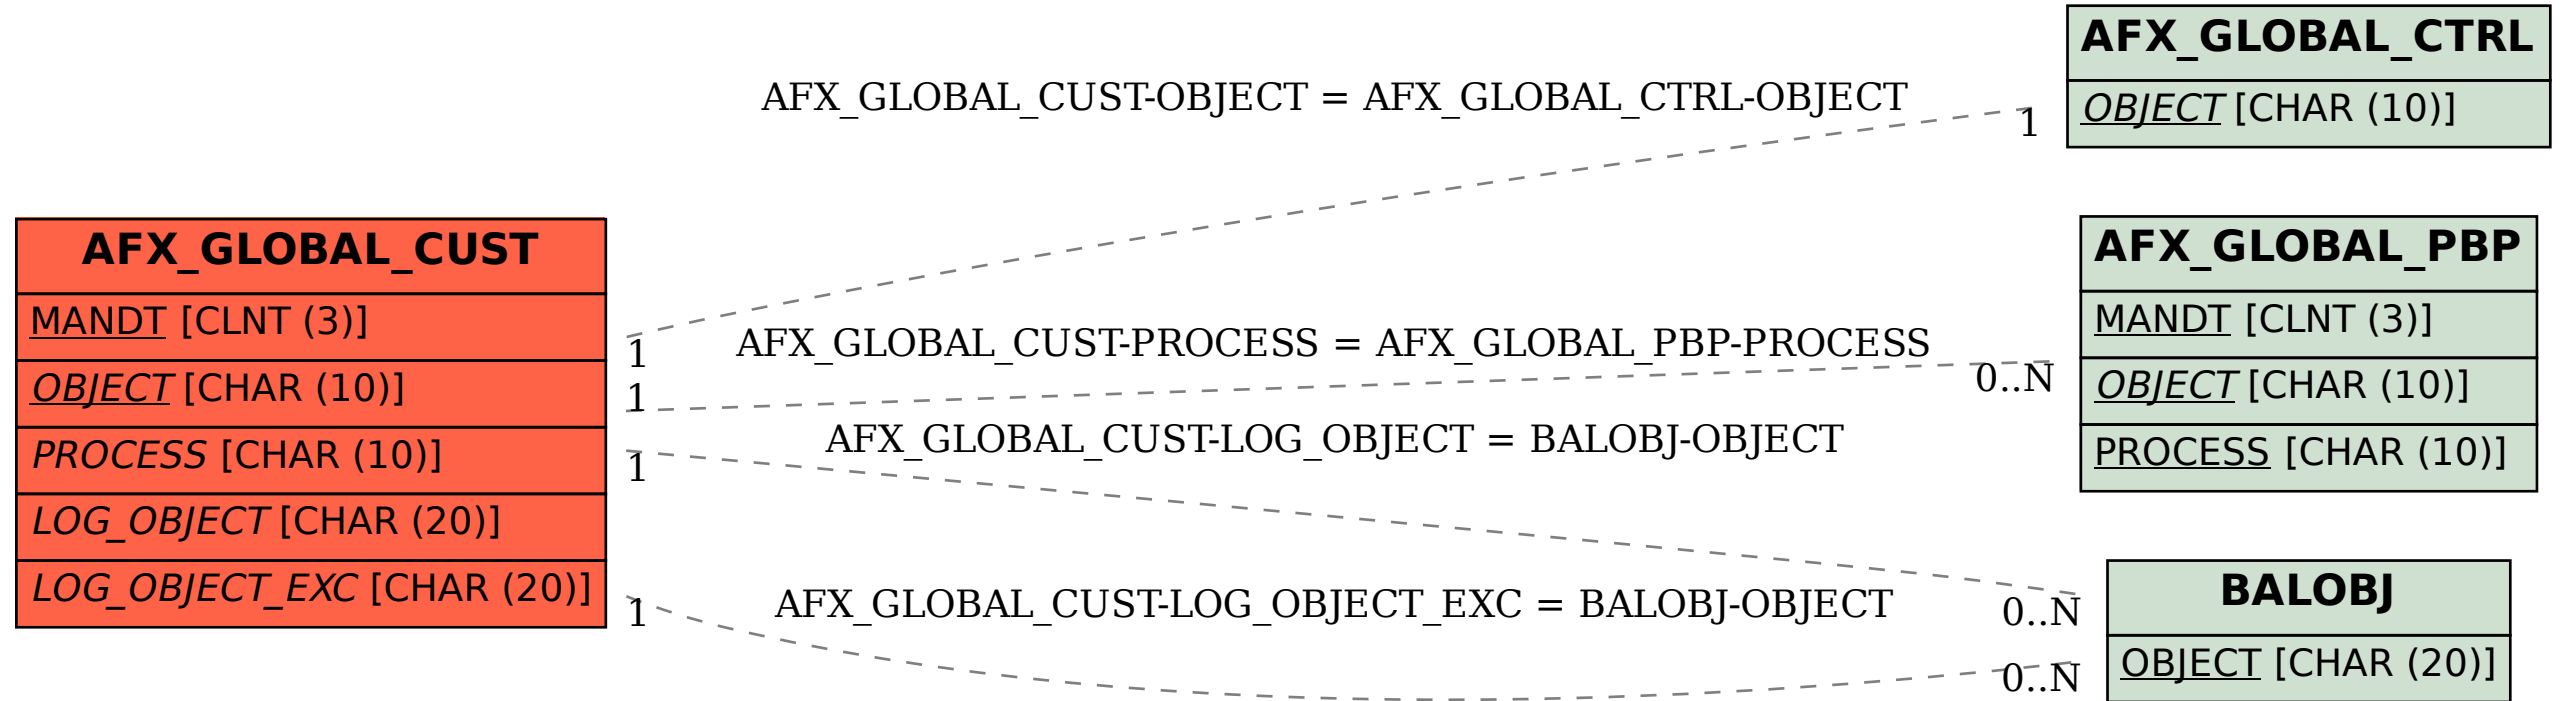 AFX_GLOBAL_CUST
MANDT [CLNT (3)]
OBJECT [CHAR (10)]
PROCESS [CHAR (10)]
LOG_OBJECT [CHAR (20)]
LOG_OBJECT_EXC [CHAR (20)]
AFX_GLOBAL_CUST-OBJECT = AFX_GLOBAL_CTRL-OBJECT
1
1
AFX_GLOBAL_CUST-PROCESS = AFX_GLOBAL_PBP-PROCESS
1
0..N
AFX_GLOBAL_CUST-LOG_OBJECT = BALOBJ-OBJECT
1
0..N
AFX_GLOBAL_CUST-LOG_OBJECT_EXC = BALOBJ-OBJECT
1
0..N
AFX_GLOBAL_CTRL
OBJECT [CHAR (10)]
AFX_GLOBAL_PBP
MANDT [CLNT (3)]
OBJECT [CHAR (10)]
PROCESS [CHAR (10)]
BALOBJ
OBJECT [CHAR (20)]